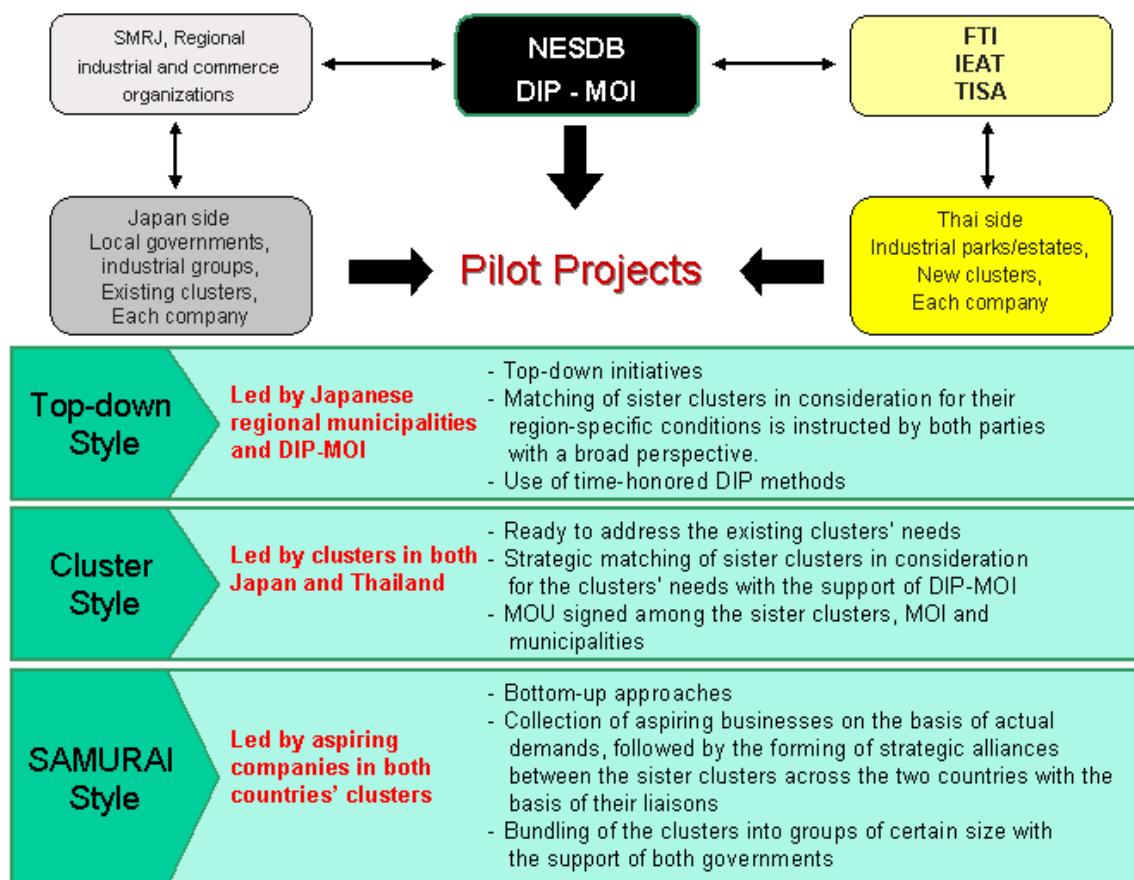 SMRJ, Regional
industrial and commerce
organizations
NESDB
DIP - MOI
FTI
IEAT
TISA
Japan side
Local governments,
industrial groups,
Existing clusters,
Each company
Pilot Projects
Thai side
Industrial parks/estates,
New clusters,
Each company
Top-down
Style
Led by Japanese
regional municipalities
and DIP-MOI
- Top-down initiatives
- Matching of sister clusters in consideration for their
region-specific conditions is instructed by both parties
with a broad perspective.
- Use of time-honored DIP methods
Cluster
Style
Led by clusters in both
Japan and Thailand
- Ready to address the existing clusters' needs
- Strategic matching of sister clusters in consideration
for the clusters' needs with the support of DIP-MOI
- MOU signed among the sister clusters, MOI and
municipalities
SAMURAI
Style
Led by aspiring
companies in both
countries’ clusters
- Bottom-up approaches
- Collection of aspiring businesses on the basis of actual
demands, followed by the forming of strategic alliances
between the sister clusters across the two countries with the
basis of their liaisons
- Bundling of the clusters into groups of certain size with
the support of both governments